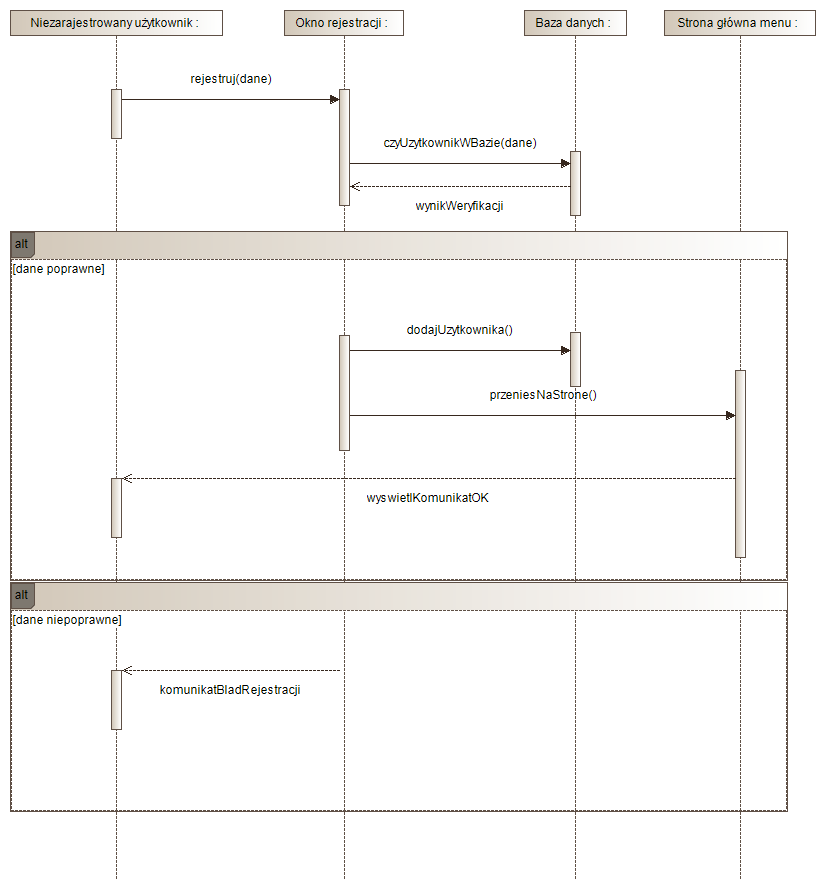 Niezarajestrowany użytkownik :
Okno rejestracji :
Baza danych :
Strona główna menu :
rejestruj(dane)
czyUzytkownikWBazie(dane)
wynikWeryfikacji
alt
[dane poprawne]
dodajUzytkownika()
przeniesNaStrone()
wyswietlKomunikatOK
alt
[dane niepoprawne]
komunikatBladRejestracji